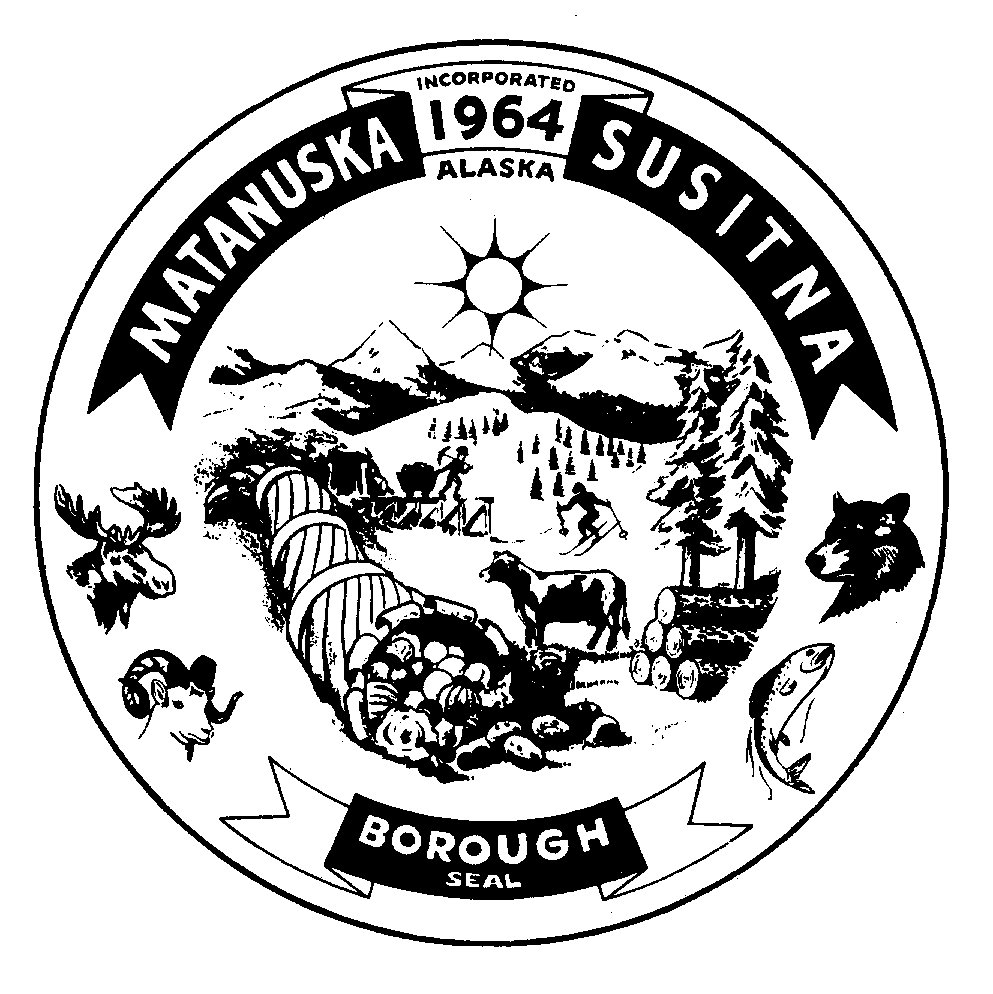 INCORPORATED
1964
ALASKA
MATANUSKA SUSITNA
BOROUGH
SEAL